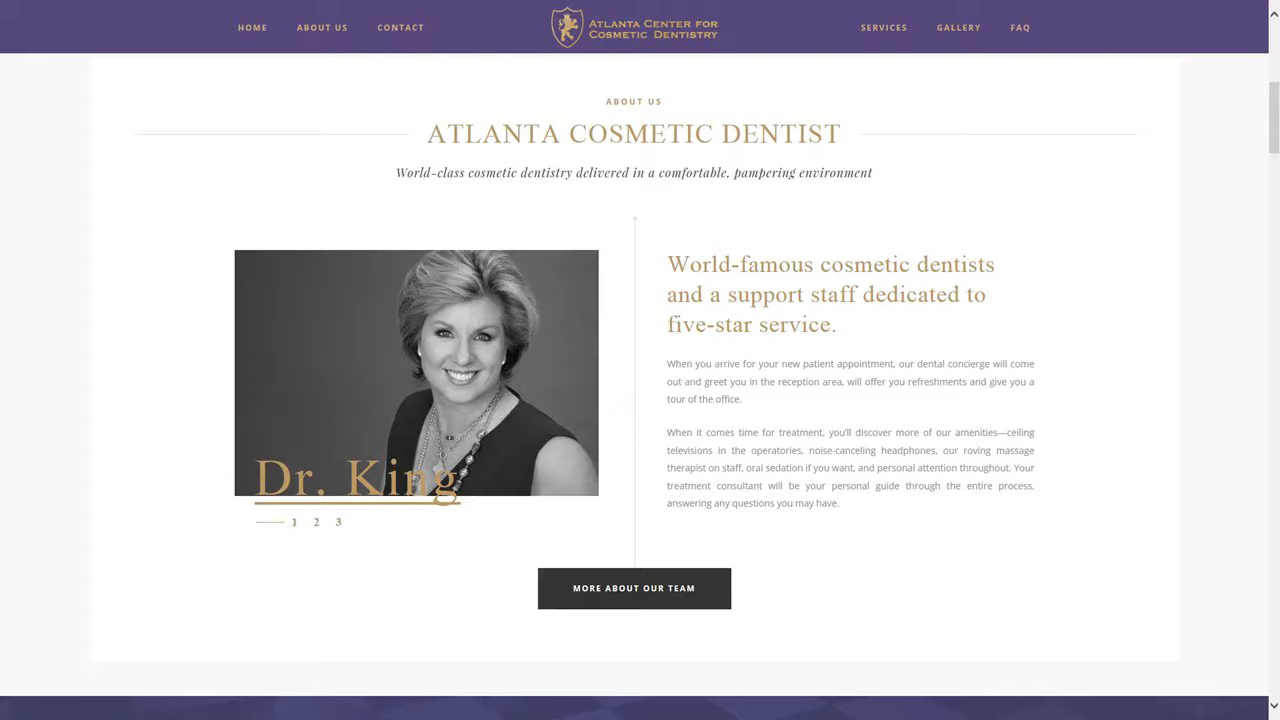 HOME ABOUT US CONTACT
ATLANTA CENTER FOR
COSMETIC DENTISTRY
SERVICES GALLERY FAQ
ABOUT US
ATLANTA COSMETIC DENTIST
World-class cosmetic dentistry delivered in a comfortable, pampering environment
Dr. King
1 2 3
World-famous cosmetic dentists
and a support staff dedicated to
five-star service.
When you arrive for your new patient appointment, our dental concierge will come
out and greet you in the reception area, will offer you refreshments and give you a
tour of the office.
When it comes time for treatment, you'll discover more of our amenities—ceiling
televisions in the operatories, noise-canceling headphones, our roving massage
therapist on staff, oral sedation if you want, and personal attention throughout. Your
treatment consultant will be your personal guide through the entire process,
answering any questions you may have.
MORE ABOUT OUR TEAM